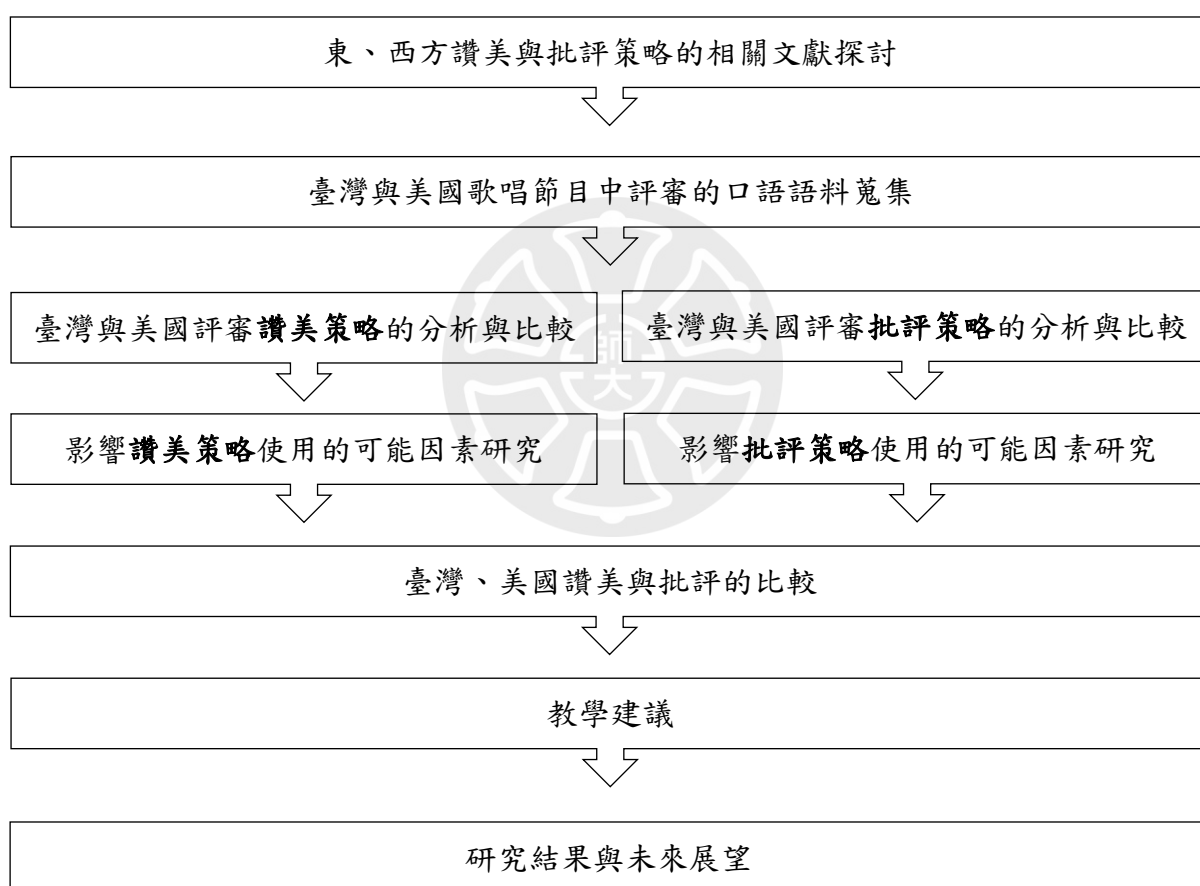 東、西方讚美與批評策略的相關文獻探討
臺灣與美國歌唱節目中評審的口語語料蒐集
臺灣與美國評審讚美策略的分析與比較
臺灣與美國評審批評策略的分析與比較
影響讚美策略使用的可能因素研究
影響批評策略使用的可能因素研究
師大
臺灣、美國讚美與批評的比較
教學建議
研究結果與未來展望